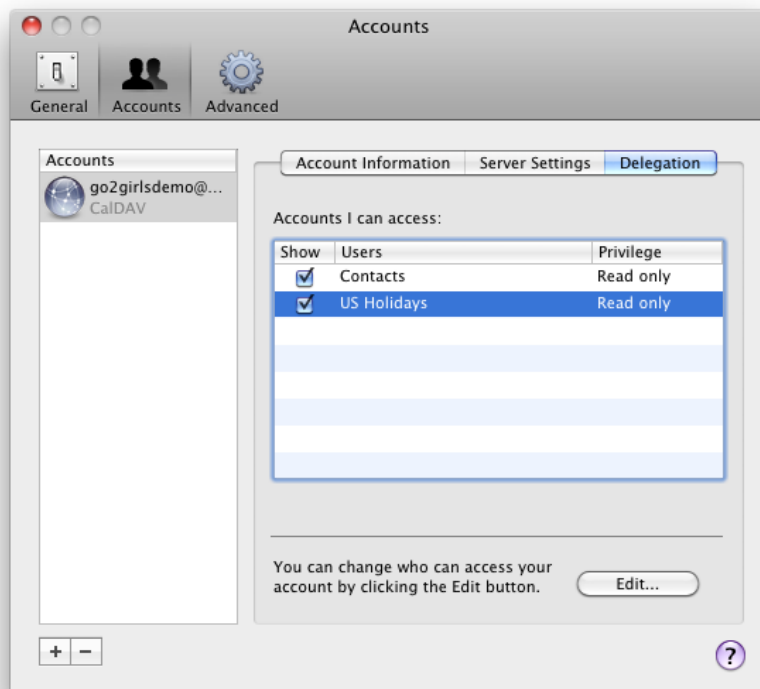 Accounts
General Accounts Advanced
Accounts
go2girlsdemo@...
CalDAV
Account Information Server Settings Delegation
Accounts I can access:
Show Users Privilege
Contacts Read only
US Holidays Read only
You can change who can access your
account by clicking the Edit button.
Edit...
+ −
?